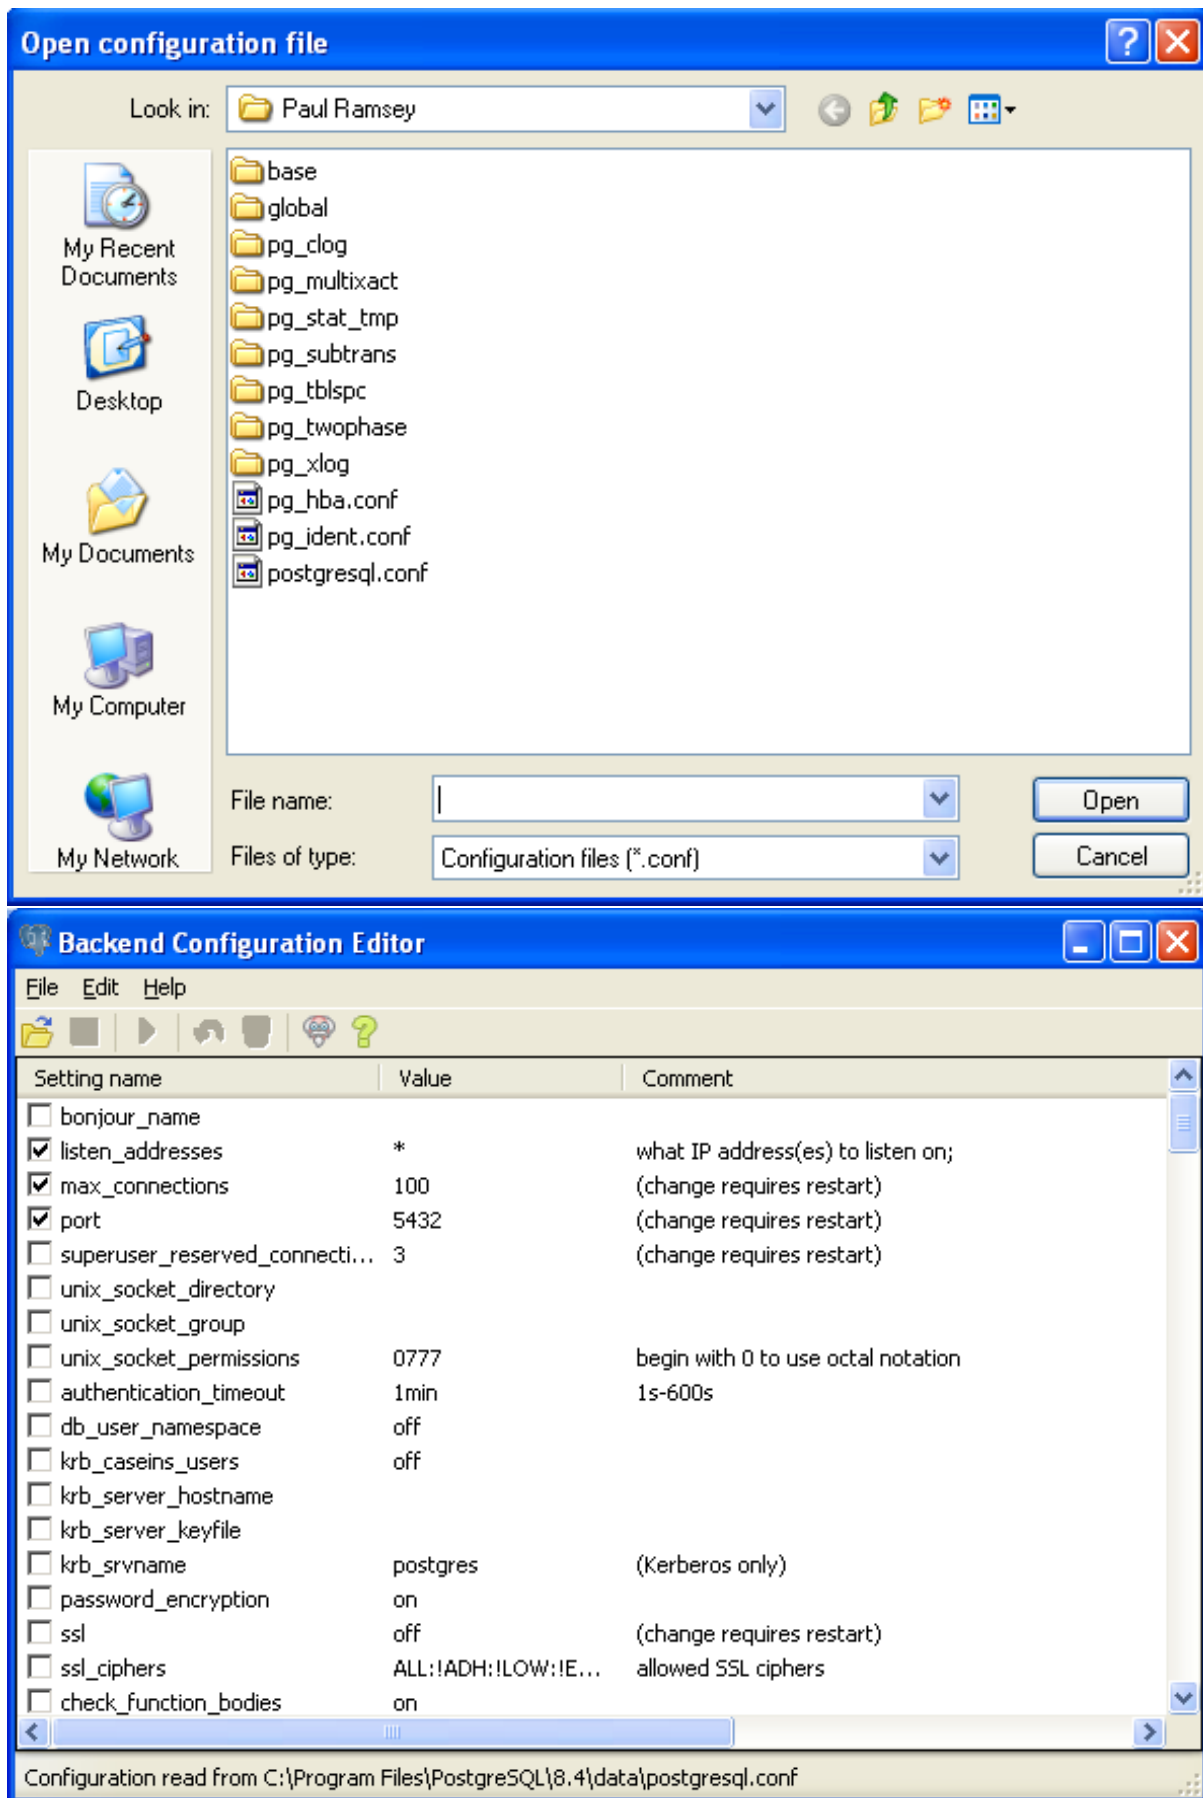 Open configuration file
Look in: Paul Ramsey
base
global
pg_clog
pg_multixact
pg_stat_tmp
pg_subtrans
pg_tblspc
pg_twophase
pg_xlog
pg_hba.conf
pg_ident.conf
postgresql.conf
My Recent
Documents
Desktop
My Documents
My Computer
My Network
File name: Open
Files of type: Configuration files (*.conf) Cancel
Backend Configuration Editor
File Edit Help
Setting name Value Comment
bonjour_name
listen_addresses * what IP address(es) to listen on;
max_connections 100 (change requires restart)
port 5432 (change requires restart)
superuser_reserved_connecti... 3 (change requires restart)
unix_socket_directory
unix_socket_group
unix_socket_permissions 0777 begin with 0 to use octal notation
authentication_timeout 1min 1s-600s
db_user_namespace off
krb_caseins_users off
krb_server_hostname
krb_server_keyfile
krb_srvname postgres (Kerberos only)
password_encryption on
ssl off (change requires restart)
ssl_ciphers ALL:!ADH:!LOW:!E... allowed SSL ciphers
check_function_bodies on
Configuration read from C:\Program Files\PostgreSQL\8.4\data\postgresql.conf